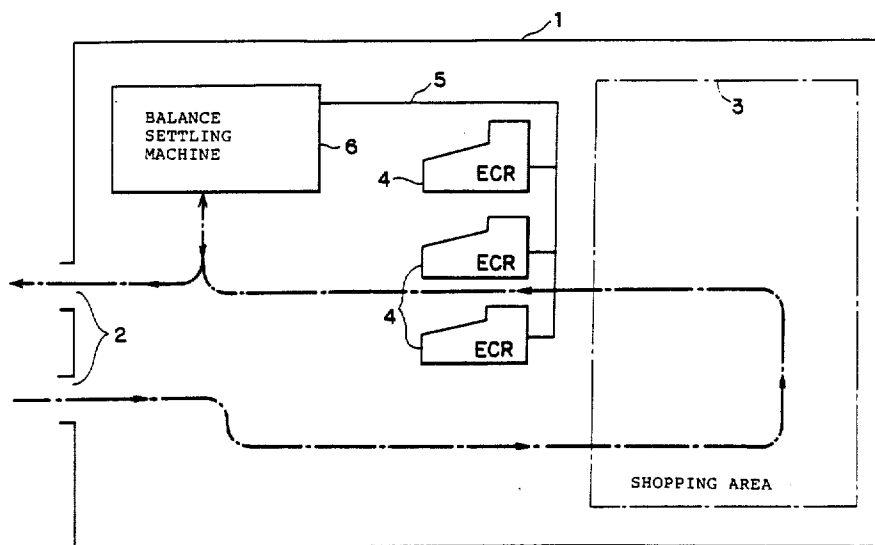 1
5
3
BALANCE
SETTLING
MACHINE
6
4
ECR
ECR
4
ECR
2
SHOPPING AREA